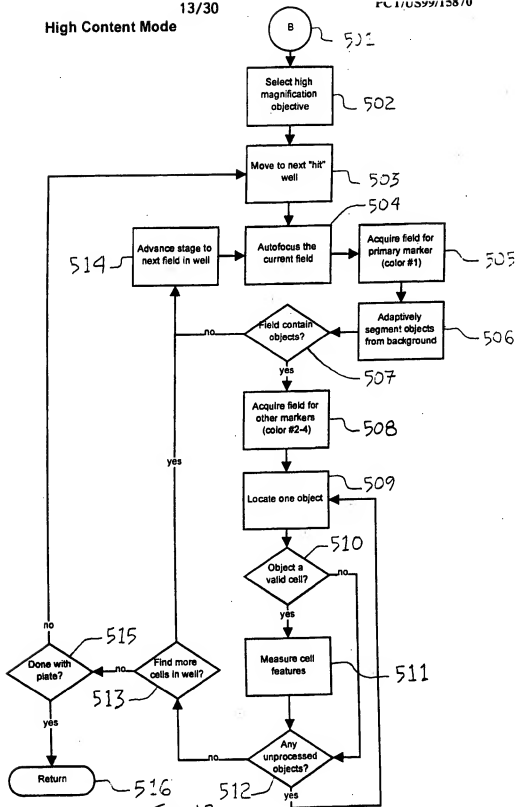 13/30
PCT/US99/15870
High Content Mode
B
501
Select high
magnification
objective
502
Move to next "hit"
well
503
504
Advance stage to
next field in well
514
Autofocus the
current field
Acquire field for
primary marker
(color #1)
505
Adaptively
segment objects
from background
506
Field contain
objects?
no
507
yes
Acquire field for
other markers
(color #2-4)
508
509
Locate one object
yes
510
Object a
valid cell?
no
yes
Measure cell
features
511
no
515
Done with
plate?
no
Find more
cells in well?
513
yes
no
Any
unprocessed
objects?
512
yes
Return
516